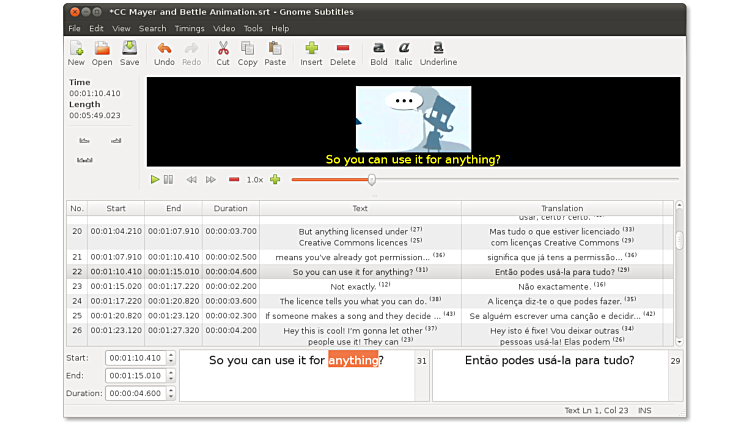 *CC Mayer and Bettle Animation.srt - Gnome Subtitles
File Edit View Search Timings Video Tools Help
New Open Save Undo Redo Cut Copy Paste Insert Delete Bold Italic Underline
Time
00:01:10.410
Length
00:05:49.023
So you can use it for anything?
1.0x
No. Start End Duration Text Translation
usar, certo? certo.
20 00:01:04.210 00:01:07.910 00:00:03.700 But anything licensed under (27) Mas tudo o que estiver licenciado (33)
Creative Commons licences (25) com licenças Creative Commons (29)
21 00:01:07.910 00:01:10.410 00:00:02.500 means you've already got permission... (36) significa que já tens a permissão... (36)
22 00:01:10.410 00:01:15.010 00:00:04.600 So you can use it for anything? (31) Então podes usá-la para tudo? (29)
23 00:01:15.020 00:01:17.220 00:00:02.200 Not exactly. (12) Não exactamente. (16)
24 00:01:17.220 00:01:20.820 00:00:03.600 The licence tells you what you can do. (38) A licença diz-te o que podes fazer. (35)
25 00:01:20.820 00:01:23.120 00:00:02.300 If someone makes a song and they decide ... (43) Se alguém escrever uma canção e decidir... (42)
26 00:01:23.120 00:01:27.320 00:00:04.200 Hey this is cool! I'm gonna let other (37) Hey isto é fixe! Vou deixar outras (34)
people use it! They can (23) pessoas usá-la! Elas podem (26)
Start: 00:01:10.410 So you can use it for anything? 31 Então podes usá-la para tudo? 29
End: 00:01:15.010
Duration: 00:00:04.600
Text Ln 1, Col 23 INS